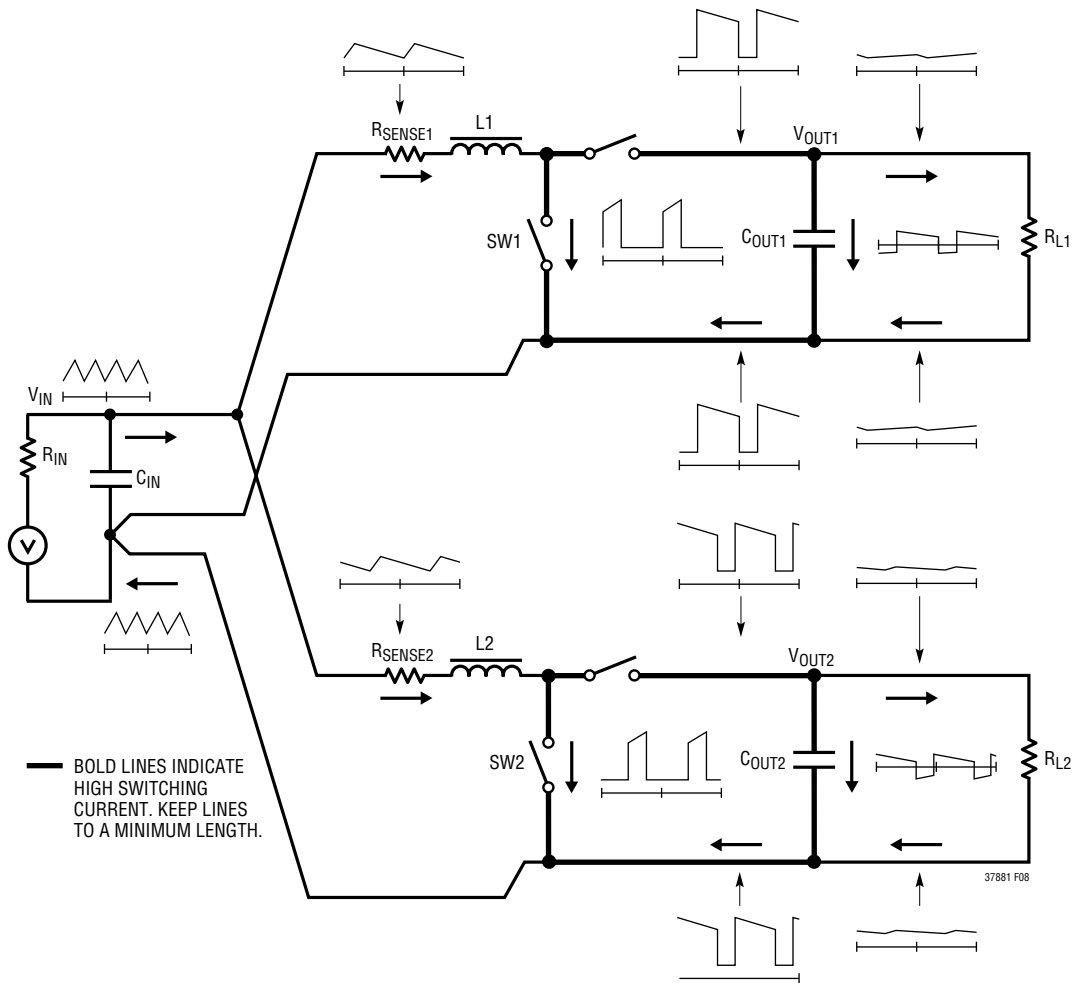 RSENSE1
L1
VOUT1
SW1
COUT1
RL1
VIN
RIN
CIN
V
RSENSE2
L2
VOUT2
SW2
COUT2
RL2
BOLD LINES INDICATE
HIGH SWITCHING
CURRENT. KEEP LINES
TO A MINIMUM LENGTH.
37881 F08